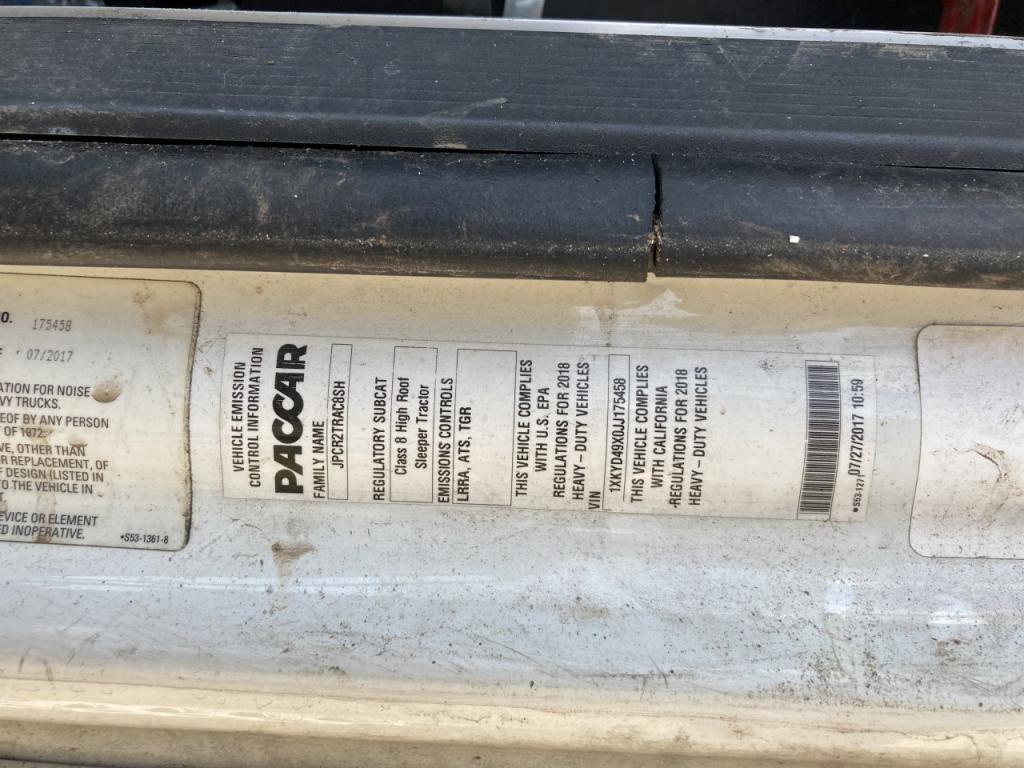 O. 175458
07/2017
ATION FOR NOISE
VY TRUCKS.
EOF BY ANY PERSON
OF 1972:
VE, OTHER THAN
R REPLACEMENT, OF
F DESIGN (LISTED IN
TO THE VEHICLE IN
T.
EVICE OR ELEMENT
ED INOPERATIVE.
*S53-1361-8
VEHICLE EMISSION
CONTROL INFORMATION
PACCAR
FAMILY NAME
JPCR2TRAC8SH
REGULATORY SUBCAT
Class 8 High Roof
Sleeper Tractor
EMISSIONS CONTROLS
LRRA, ATS, TGR
THIS VEHICLE COMPLIES
WITH U.S. EPA
REGULATIONS FOR 2018
HEAVY - DUTY VEHICLES
VIN
1XKYD49X0JJ175458
THIS VEHICLE COMPLIES
WITH CALIFORNIA
REGULATIONS FOR 2018
HEAVY - DUTY VEHICLES
*S53-127 07/27/2017 10:59